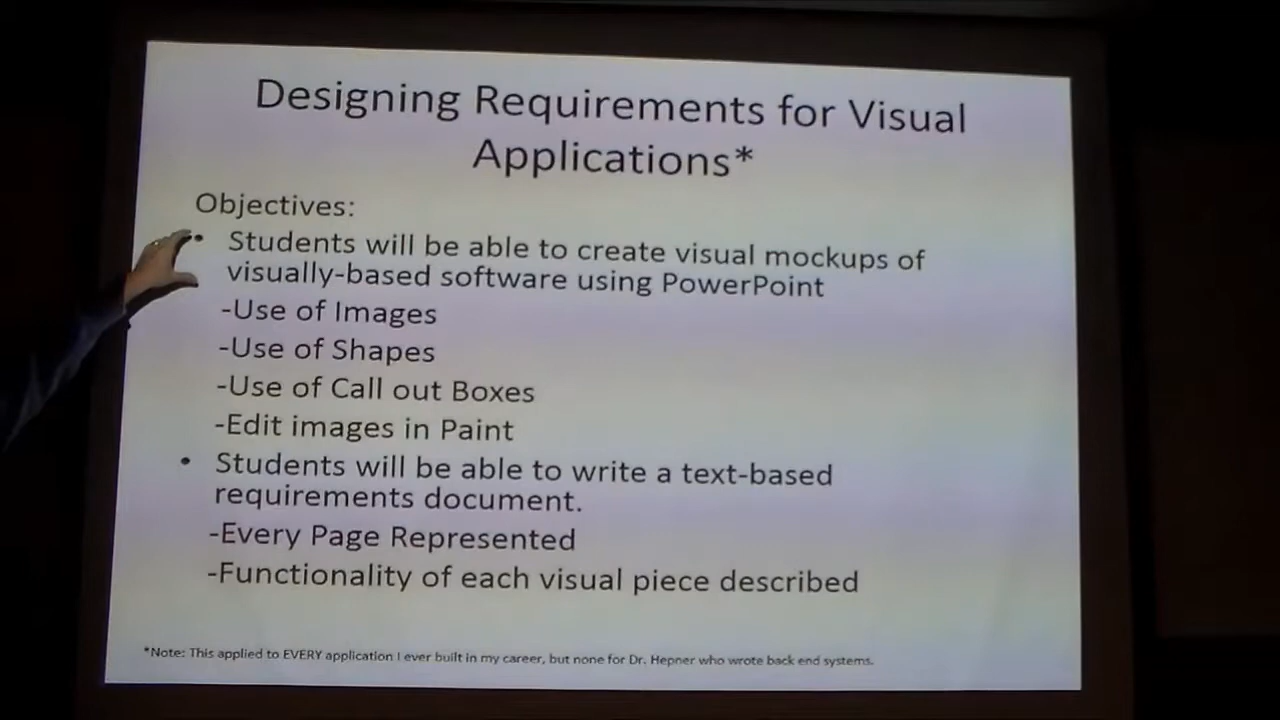 Designing Requirements for Visual
Applications*
Objectives:
• Students will be able to create visual mockups of
visually-based software using PowerPoint
-Use of Images
-Use of Shapes
-Use of Call out Boxes
-Edit images in Paint
• Students will be able to write a text-based
requirements document.
-Every Page Represented
-Functionality of each visual piece described
*Note: This applied to EVERY application I ever built in my career, but none for Dr. Hepner who wrote back end systems.